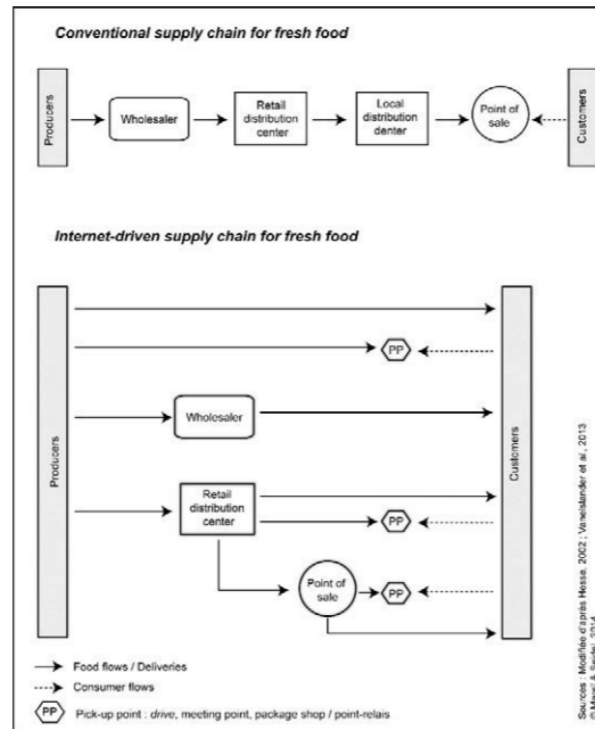 Conventional supply chain for fresh food
Producers
Wholesaler
Retail
distribution
center
Local
distribution
denter
Point of
sale
Customers
Internet-driven supply chain for fresh food
Producers
Customers
PP
Wholesaler
Retail
distribution
center
PP
Point of
sale
PP
Food flows / Deliveries
Consumer flows
PP
Pick-up point : drive, meeting point, package shop / point-relais
Sources : Modifiée d'après Hesse, 2002 ; Vanelslander et al, 2013